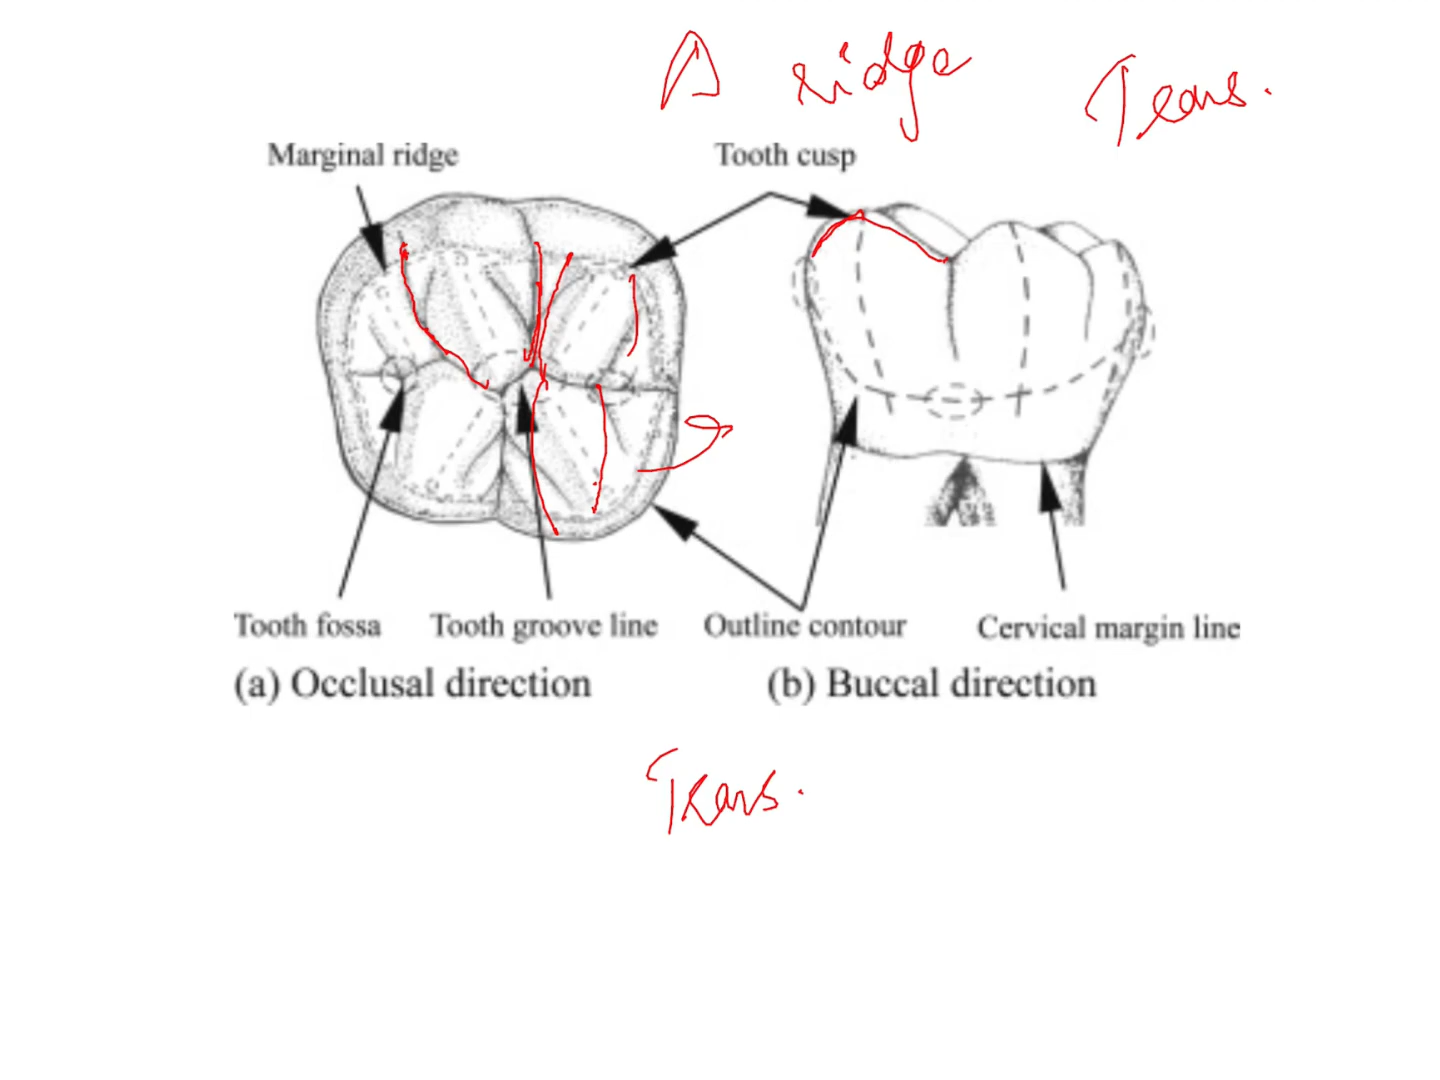 A ridge Trans.
Marginal ridge Tooth cusp
Tooth fossa Tooth groove line Outline contour Cervical margin line
(a) Occlusal direction (b) Buccal direction
Trans.